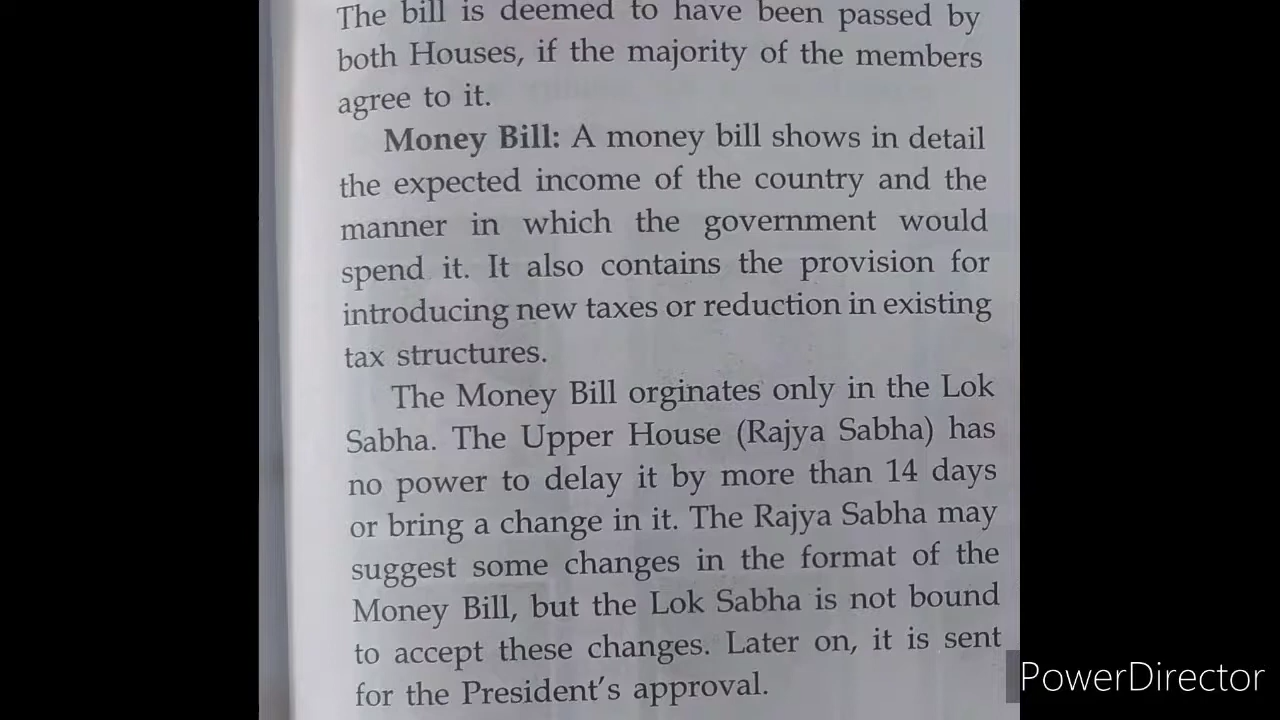 The bill is deemed to have been passed by
both Houses, if the majority of the members
agree to it.
Money Bill: A money bill shows in detail
the expected income of the country and the
manner in which the government would
spend it. It also contains the provision for
introducing new taxes or reduction in existing
tax structures.
The Money Bill orginates only in the Lok
Sabha. The Upper House (Rajya Sabha) has
no power to delay it by more than 14 days
or bring a change in it. The Rajya Sabha may
suggest some changes in the format of the
Money Bill, but the Lok Sabha is not bound
to accept these changes. Later on, it is sent
for the President's approval.
PowerDirector